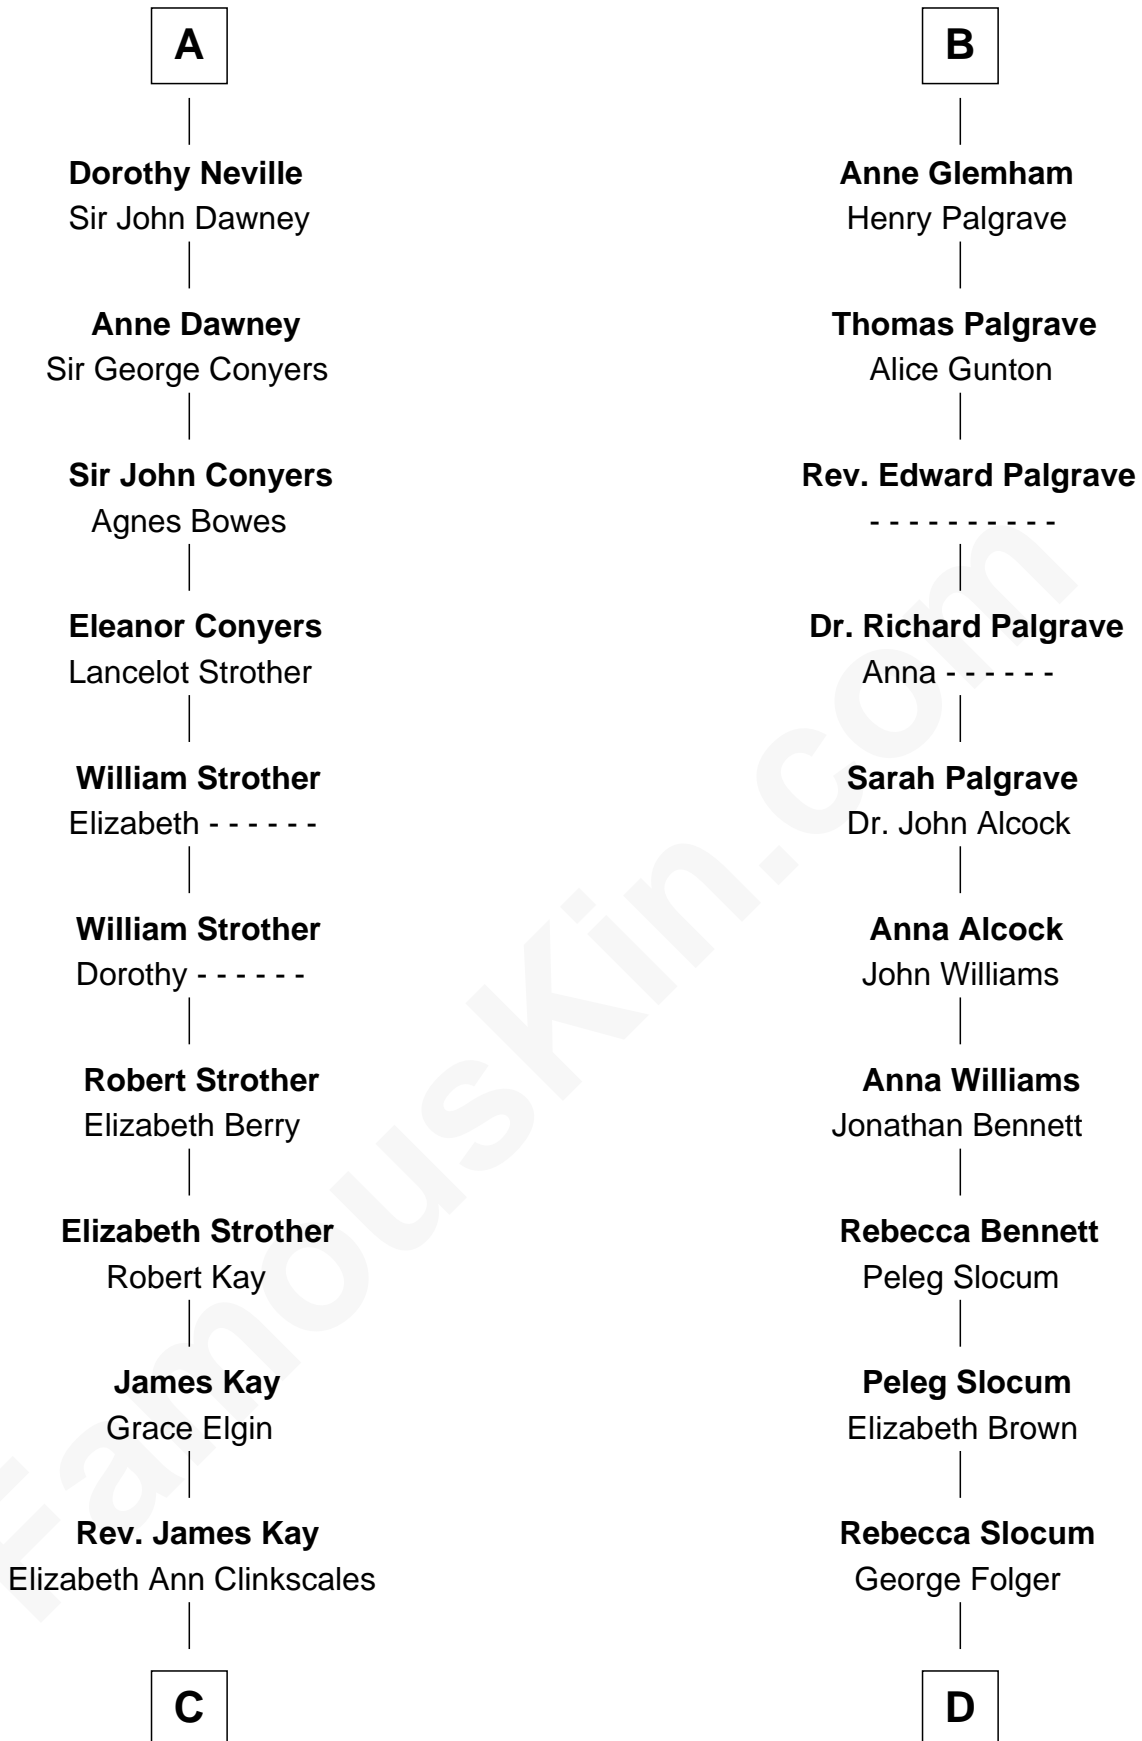 A
Dorothy Neville
Sir John Dawney
Anne Dawney
Sir George Conyers
Sir John Conyers
Agnes Bowes
Eleanor Conyers
Lancelot Strother
William Strother
Elizabeth - - - - - -
William Strother
Dorothy - - - - - -
Robert Strother
Elizabeth Berry
Elizabeth Strother
Robert Kay
James Kay
Grace Elgin
Rev. James Kay
Elizabeth Ann Clinkscales
C
B
Anne Glemham
Henry Palgrave
Thomas Palgrave
Alice Gunton
Rev. Edward Palgrave
- - - - - - - - - -
Dr. Richard Palgrave
Anna - - - - - -
Sarah Palgrave
Dr. John Alcock
Anna Alcock
John Williams
Anna Williams
Jonathan Bennett
Rebecca Bennett
Peleg Slocum
Peleg Slocum
Elizabeth Brown
Rebecca Slocum
George Folger
D
FamousKin.com